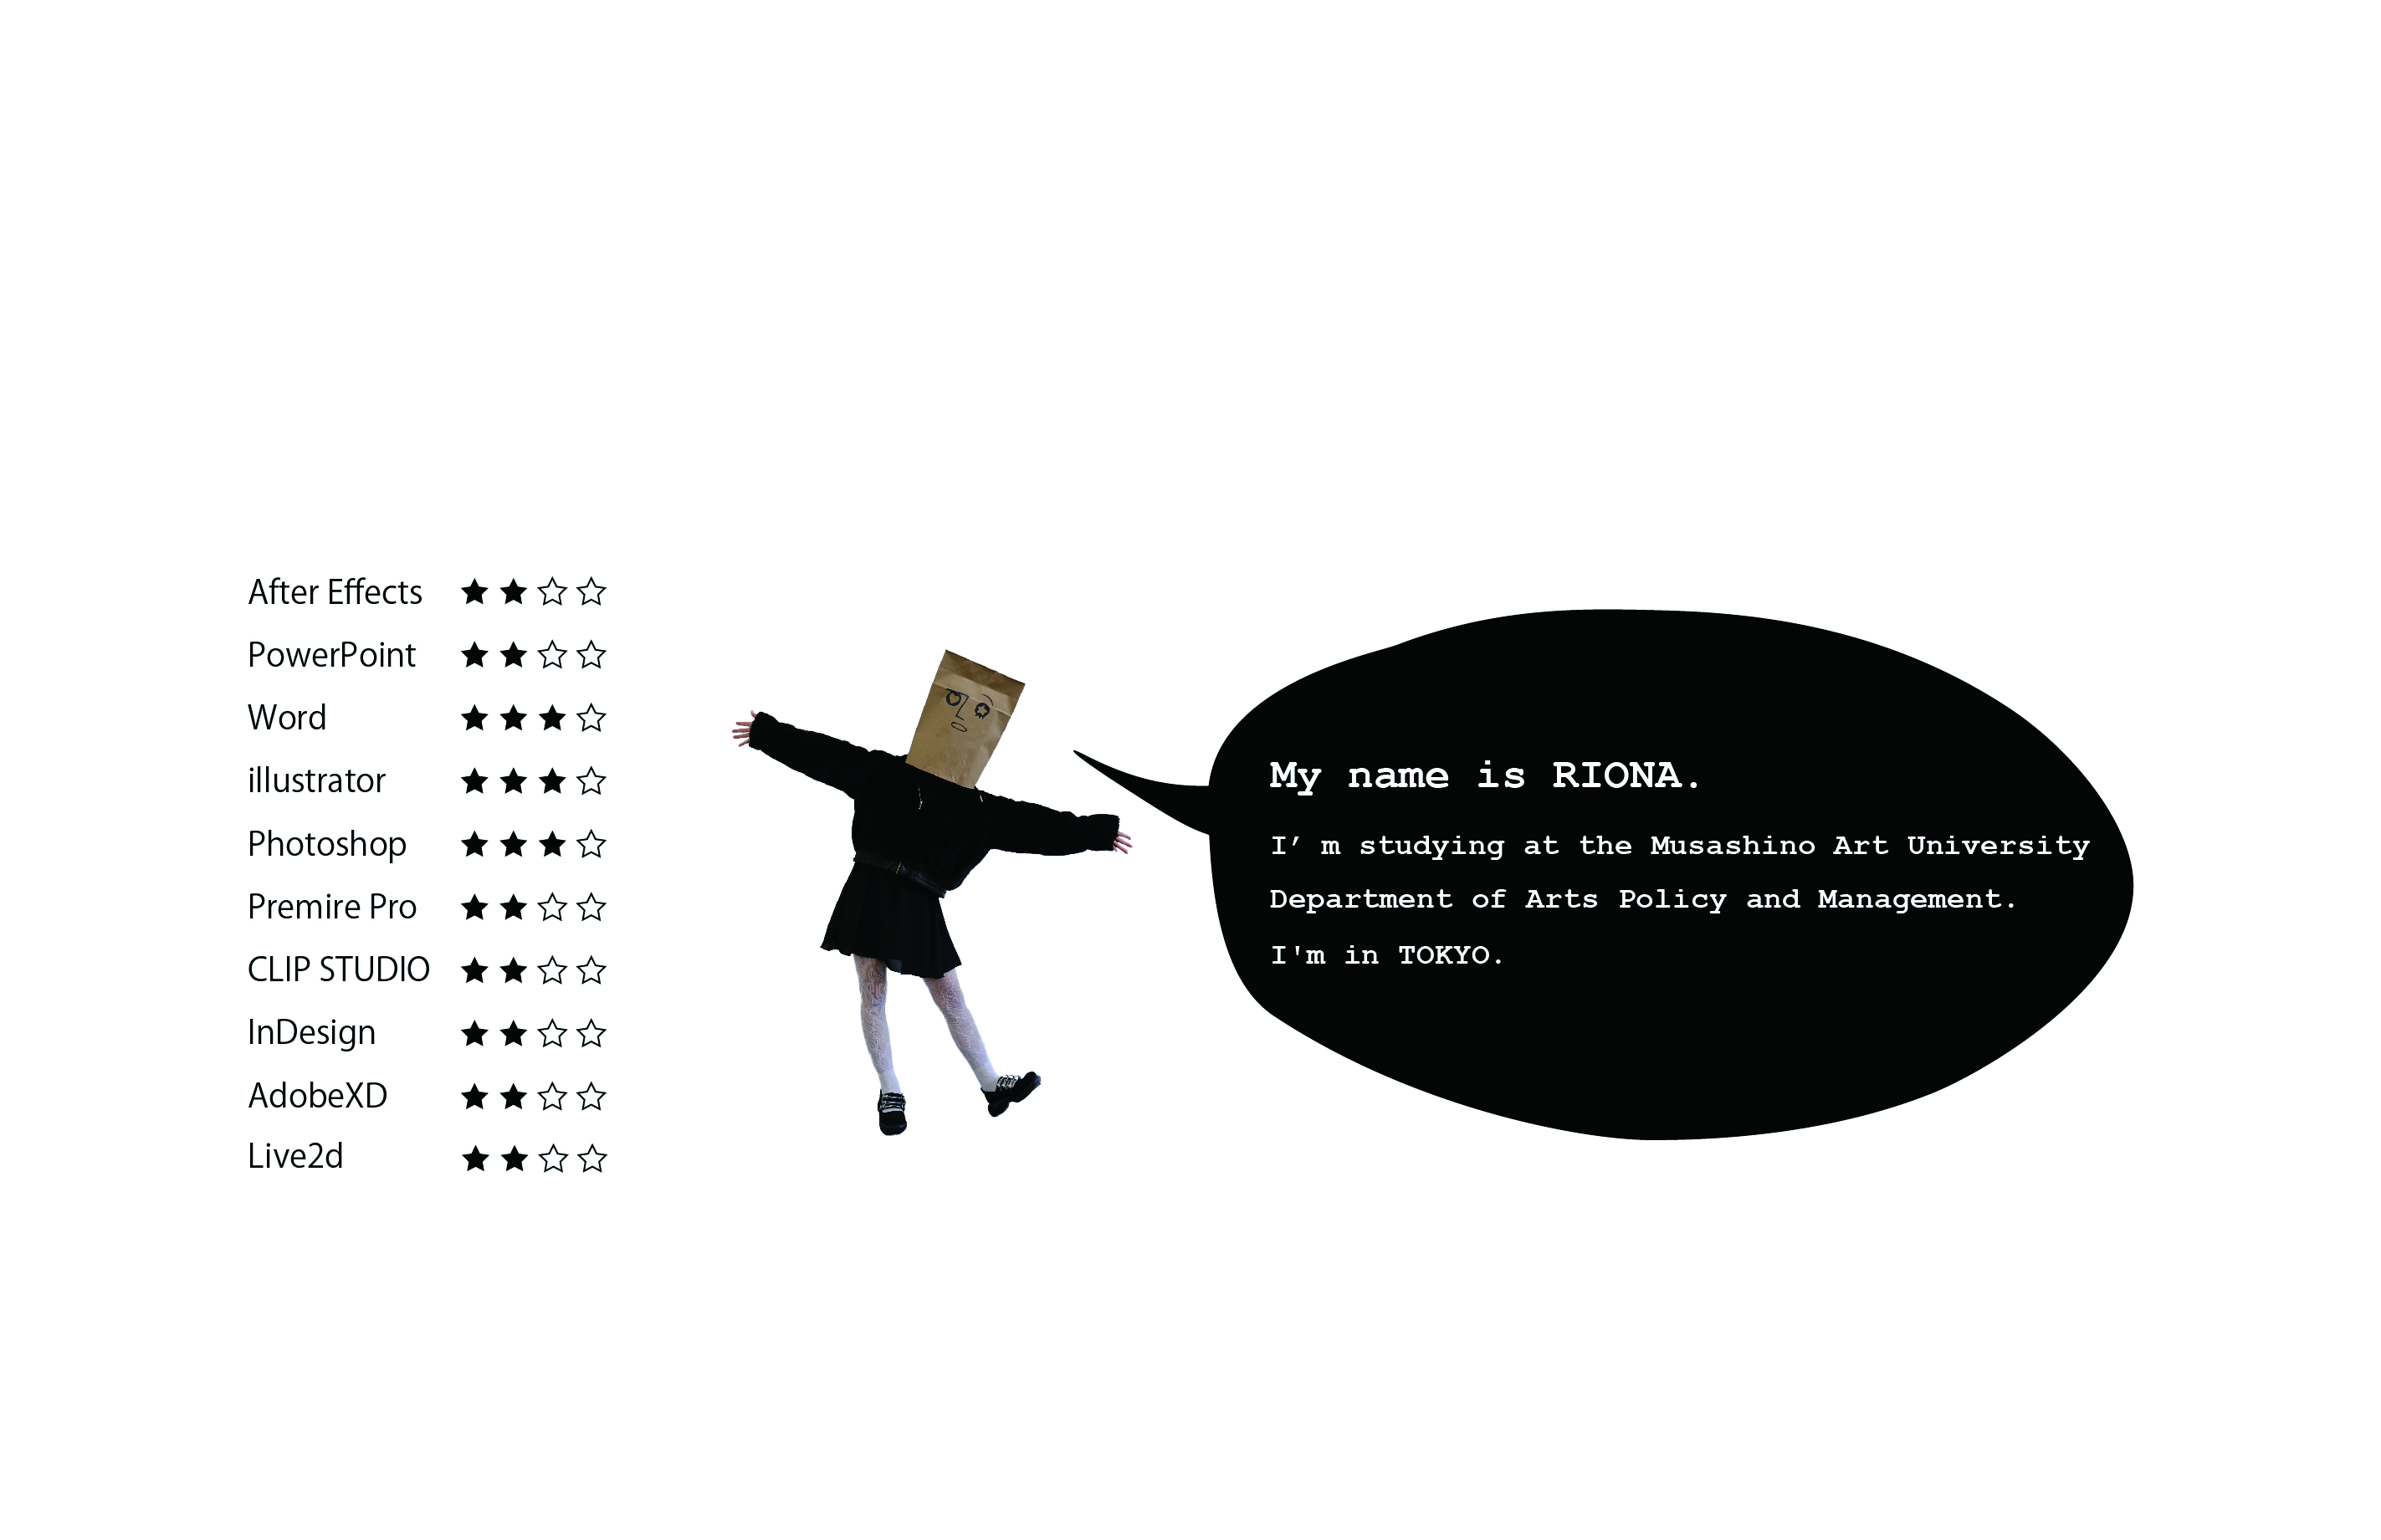 After Effects ★★☆☆
PowerPoint ★★☆☆
Word ★★★☆
illustrator ★★★☆
Photoshop ★★★☆
Premire Pro ★★☆☆
CLIP STUDIO ★★☆☆
InDesign ★★☆☆
AdobeXD ★★☆☆
Live2d ★★☆☆
My name is RIONA.
I’ m studying at the Musashino Art University
Department of Arts Policy and Management.
I'm in TOKYO.